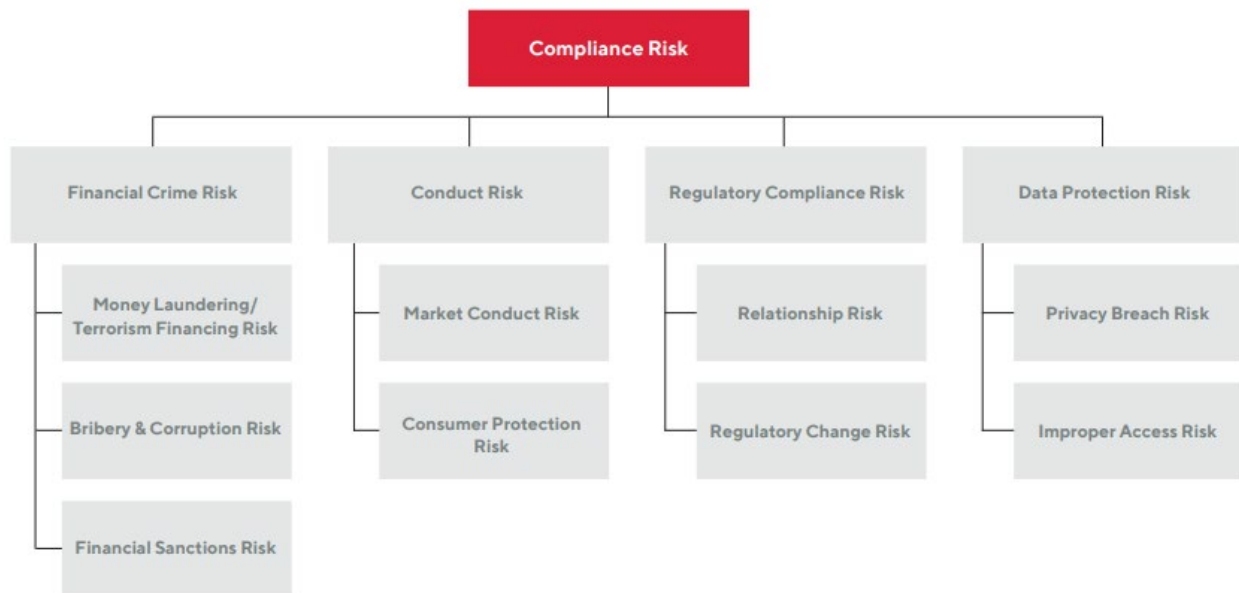 Compliance Risk
Financial Crime Risk
Conduct Risk
Regulatory Compliance Risk
Data Protection Risk
Money Laundering/
Terrorism Financing Risk
Market Conduct Risk
Relationship Risk
Privacy Breach Risk
Bribery & Corruption Risk
Consumer Protection
Risk
Regulatory Change Risk
Improper Access Risk
Financial Sanctions Risk